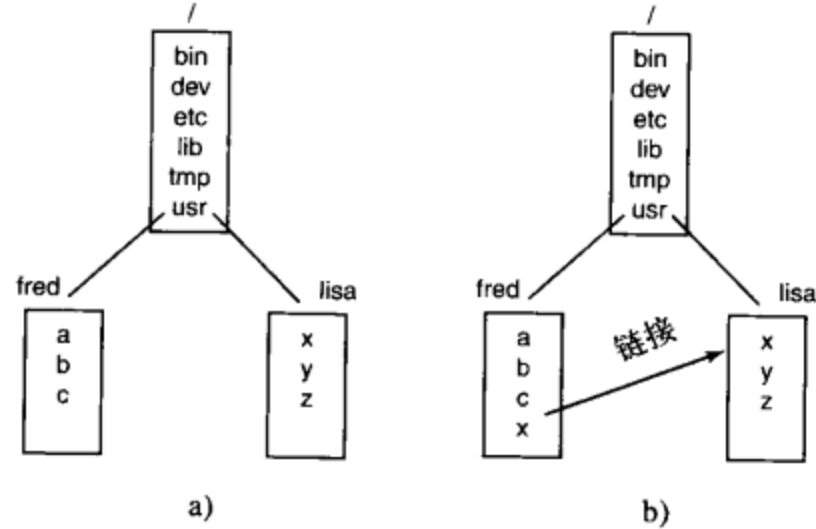 /
bin
dev
etc
lib
tmp
usr
fred
lisa
a
b
c
x
y
z
a)
/
bin
dev
etc
lib
tmp
usr
fred
lisa
链接
a
b
c
x
x
y
z
b)